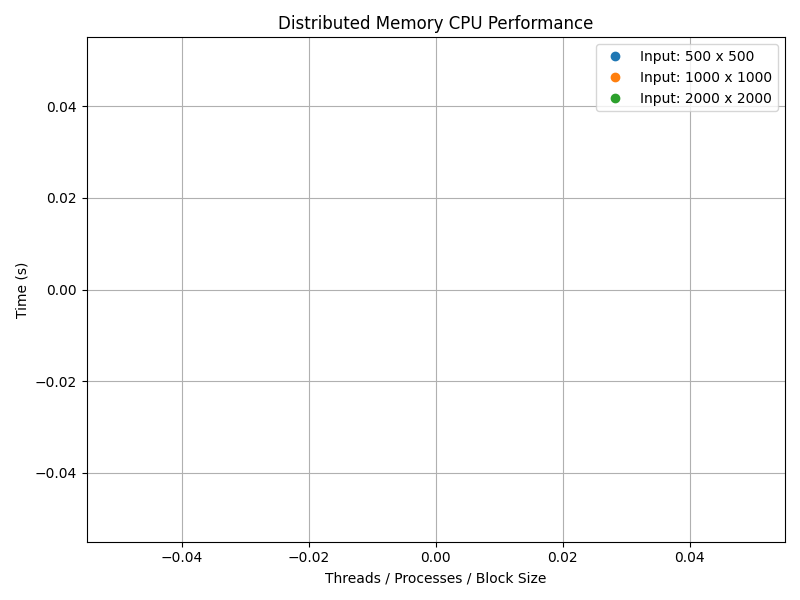 Distributed Memory CPU Performance
Input: 500 x 500
Input: 1000 x 1000
Input: 2000 x 2000
0.04
0.02
0.00
−0.02
−0.04
Time (s)
−0.04 −0.02 0.00 0.02 0.04
Threads / Processes / Block Size